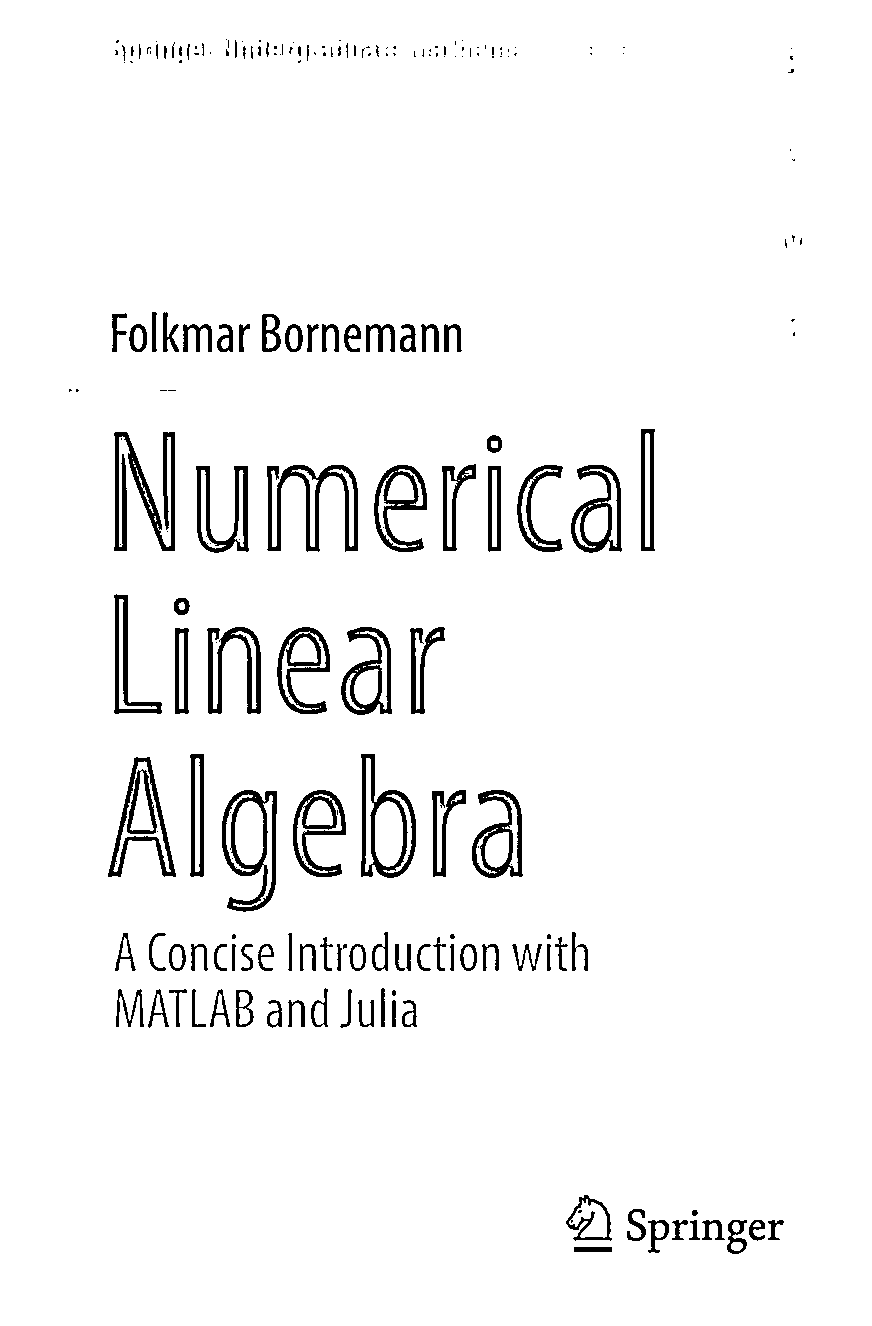 Folkmar Bornemann
Numerical
Linear
Algebra
A Concise Introduction with
MATLAB and Julia
Springer